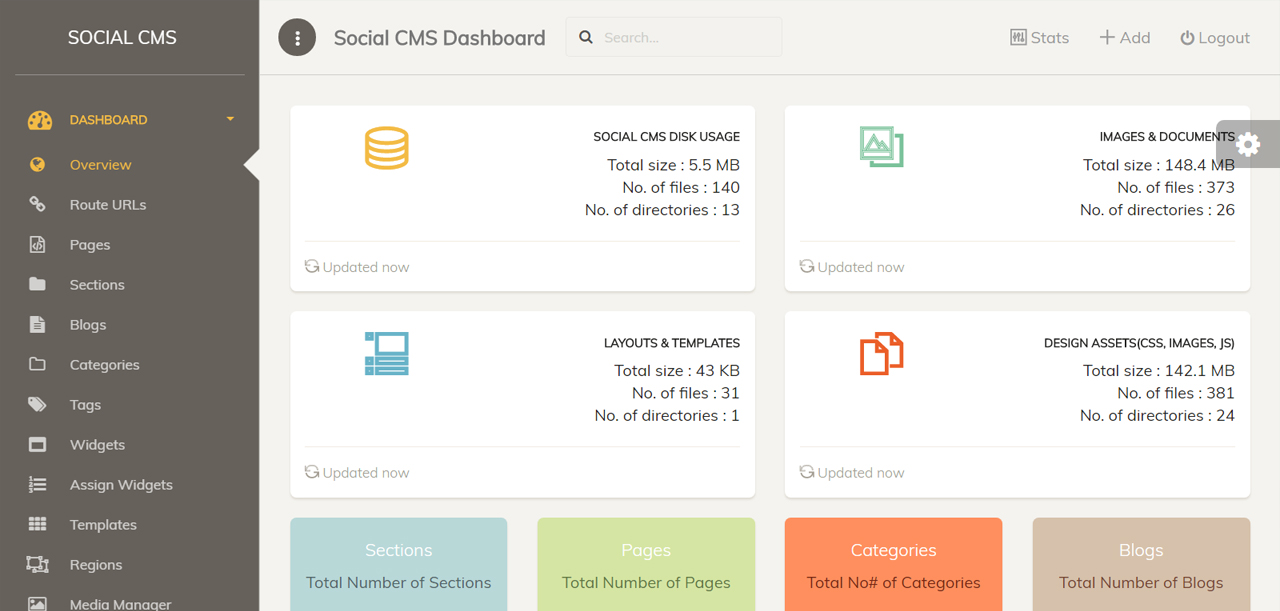 SOCIAL CMS
Social CMS Dashboard
Search...
Stats
Add
Logout
DASHBOARD
Overview
Route URLs
Pages
Sections
Blogs
Categories
Tags
Widgets
Assign Widgets
Templates
Regions
Media Manager
SOCIAL CMS DISK USAGE
Total size : 5.5 MB
No. of files : 140
No. of directories : 13
Updated now
IMAGES & DOCUMENTS
Total size : 148.4 MB
No. of files : 373
No. of directories : 26
Updated now
LAYOUTS & TEMPLATES
Total size : 43 KB
No. of files : 31
No. of directories : 1
Updated now
DESIGN ASSETS(CSS, IMAGES, JS)
Total size : 142.1 MB
No. of files : 381
No. of directories : 24
Updated now
Sections
Total Number of Sections
Pages
Total Number of Pages
Categories
Total No# of Categories
Blogs
Total Number of Blogs